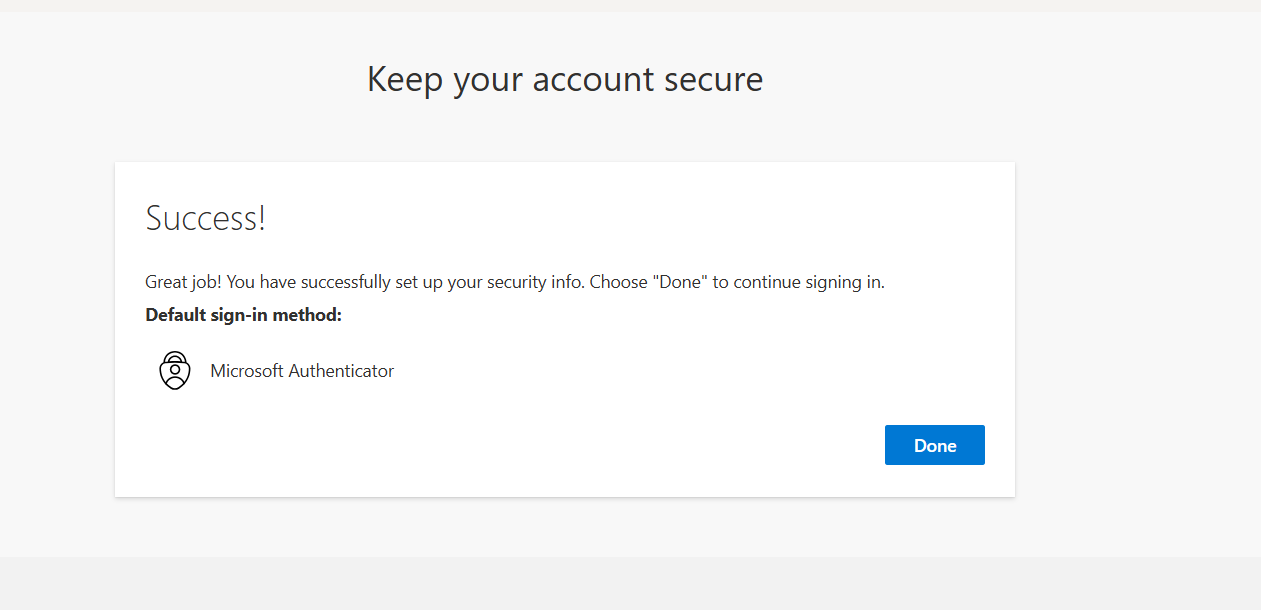 Keep your account secure
Success!
Great job! You have successfully set up your security info. Choose "Done" to continue signing in.
Default sign-in method:
Microsoft Authenticator
Done